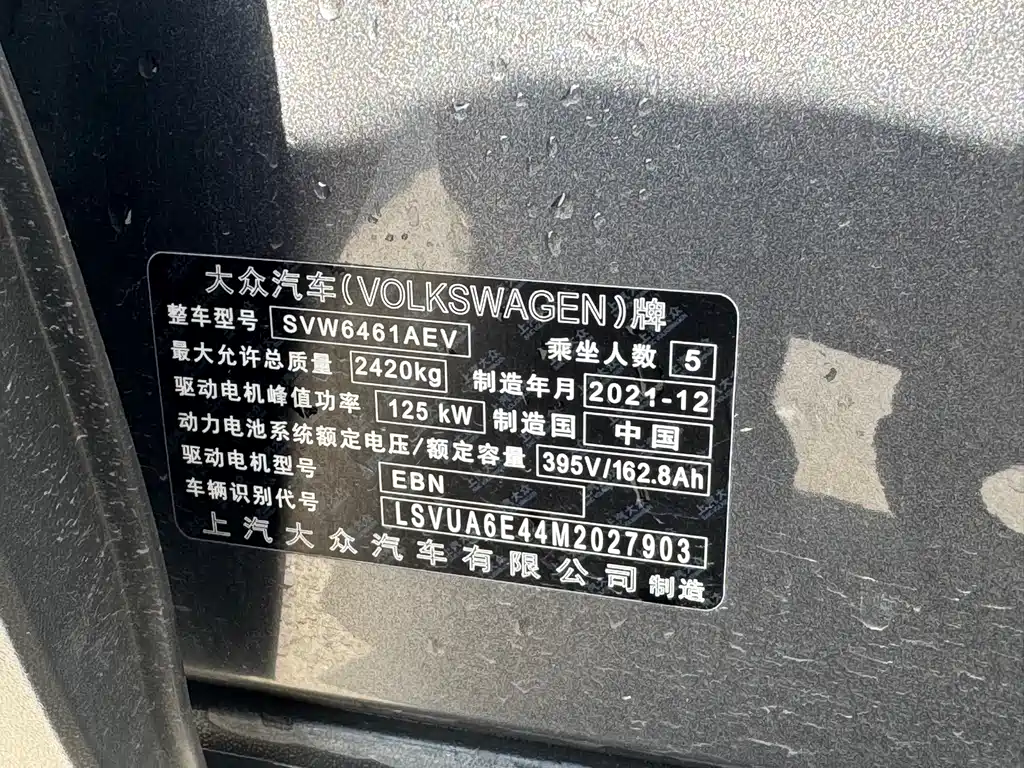 大众汽车(VOLKSWAGEN)牌
整车型号 SVW6461AEV 乘坐人数 5
最大允许总质量 2420kg 制造年月 2021-12
驱动电机峰值功率 125 kW 制造国 中国
动力电池系统额定电压/额定容量 395V/162.8Ah
驱动电机型号 EBN
车辆识别代号 LSVUA6E44M2027903
上汽大众汽车有限公司 制造